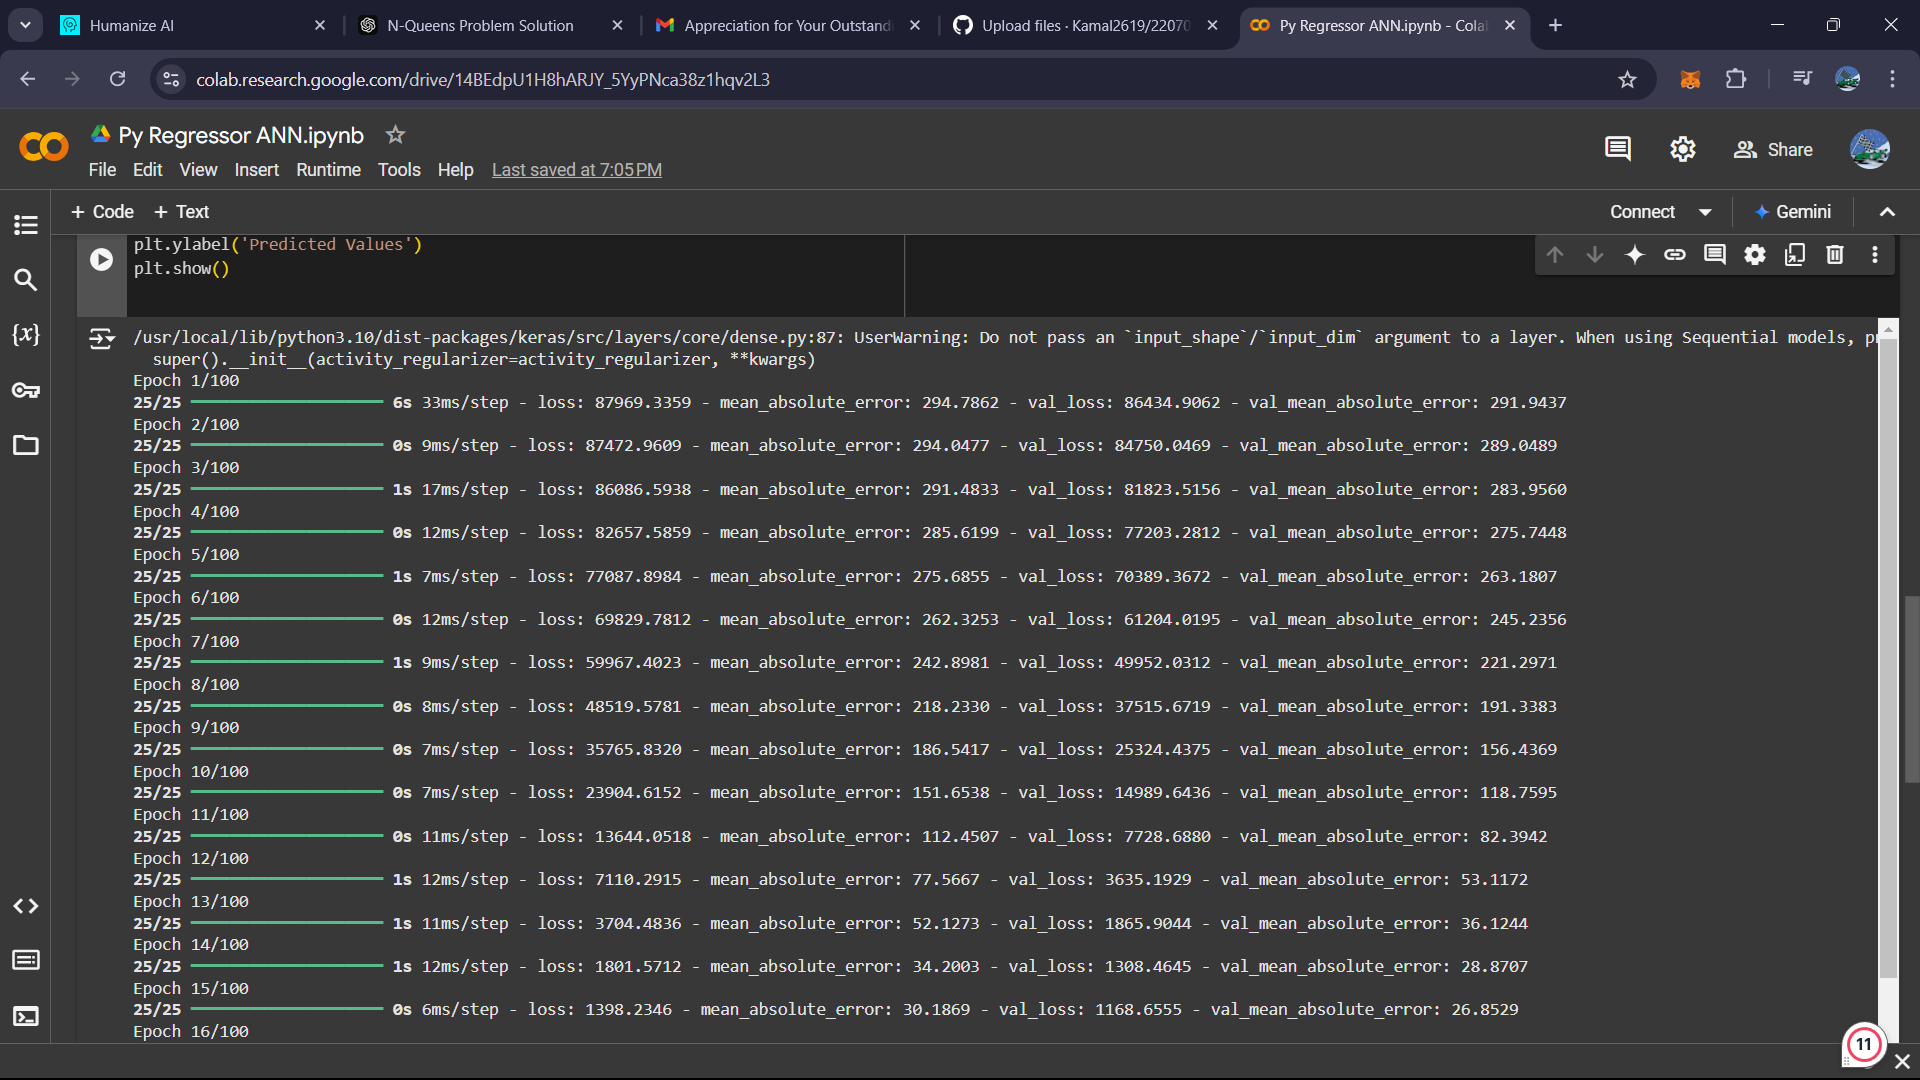 Humanize AI
N-Queens Problem Solution
Appreciation for Your Outstandi
Upload files · Kamal2619/22070
Py Regressor ANN.ipynb - Colab
colab.research.google.com/drive/14BEdpU1H8hARJY_5YyPNca38z1hqv2L3
Py Regressor ANN.ipynb
File Edit View Insert Runtime Tools Help Last saved at 7:05 PM
Share
+ Code + Text
Connect
Gemini
plt.ylabel('Predicted Values')
plt.show()
{x}
/usr/local/lib/python3.10/dist-packages/keras/src/layers/core/dense.py:87: UserWarning: Do not pass an `input_shape`/`input_dim` argument to a layer. When using Sequential models, pr
super().__init__(activity_regularizer=activity_regularizer, **kwargs)
Epoch 1/100
25/25 6s 33ms/step - loss: 87969.3359 - mean_absolute_error: 294.7862 - val_loss: 86434.9062 - val_mean_absolute_error: 291.9437
Epoch 2/100
25/25 0s 9ms/step - loss: 87472.9609 - mean_absolute_error: 294.0477 - val_loss: 84750.0469 - val_mean_absolute_error: 289.0489
Epoch 3/100
25/25 1s 17ms/step - loss: 86086.5938 - mean_absolute_error: 291.4833 - val_loss: 81823.5156 - val_mean_absolute_error: 283.9560
Epoch 4/100
25/25 0s 12ms/step - loss: 82657.5859 - mean_absolute_error: 285.6199 - val_loss: 77203.2812 - val_mean_absolute_error: 275.7448
Epoch 5/100
25/25 1s 7ms/step - loss: 77087.8984 - mean_absolute_error: 275.6855 - val_loss: 70389.3672 - val_mean_absolute_error: 263.1807
Epoch 6/100
25/25 0s 12ms/step - loss: 69829.7812 - mean_absolute_error: 262.3253 - val_loss: 61204.0195 - val_mean_absolute_error: 245.2356
Epoch 7/100
25/25 1s 9ms/step - loss: 59967.4023 - mean_absolute_error: 242.8981 - val_loss: 49952.0312 - val_mean_absolute_error: 221.2971
Epoch 8/100
25/25 0s 8ms/step - loss: 48519.5781 - mean_absolute_error: 218.2330 - val_loss: 37515.6719 - val_mean_absolute_error: 191.3383
Epoch 9/100
25/25 0s 7ms/step - loss: 35765.8320 - mean_absolute_error: 186.5417 - val_loss: 25324.4375 - val_mean_absolute_error: 156.4369
Epoch 10/100
25/25 0s 7ms/step - loss: 23904.6152 - mean_absolute_error: 151.6538 - val_loss: 14989.6436 - val_mean_absolute_error: 118.7595
Epoch 11/100
25/25 0s 11ms/step - loss: 13644.0518 - mean_absolute_error: 112.4507 - val_loss: 7728.6880 - val_mean_absolute_error: 82.3942
Epoch 12/100
25/25 1s 12ms/step - loss: 7110.2915 - mean_absolute_error: 77.5667 - val_loss: 3635.1929 - val_mean_absolute_error: 53.1172
Epoch 13/100
25/25 1s 11ms/step - loss: 3704.4836 - mean_absolute_error: 52.1273 - val_loss: 1865.9044 - val_mean_absolute_error: 36.1244
Epoch 14/100
25/25 1s 12ms/step - loss: 1801.5712 - mean_absolute_error: 34.2003 - val_loss: 1308.4645 - val_mean_absolute_error: 28.8707
Epoch 15/100
25/25 0s 6ms/step - loss: 1398.2346 - mean_absolute_error: 30.1869 - val_loss: 1168.6555 - val_mean_absolute_error: 26.8529
Epoch 16/100
11